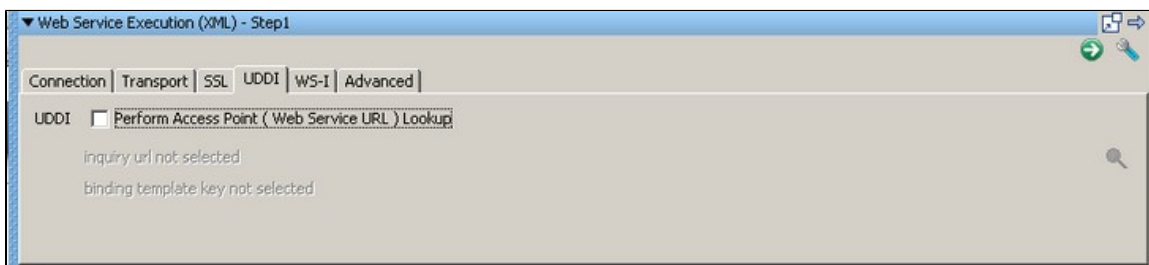 Web Service Execution (XML) - Step1
Connection Transport SSL UDDI WS-I Advanced
UDDI Perform Access Point ( Web Service URL ) Lookup
inquiry url not selected
binding template key not selected